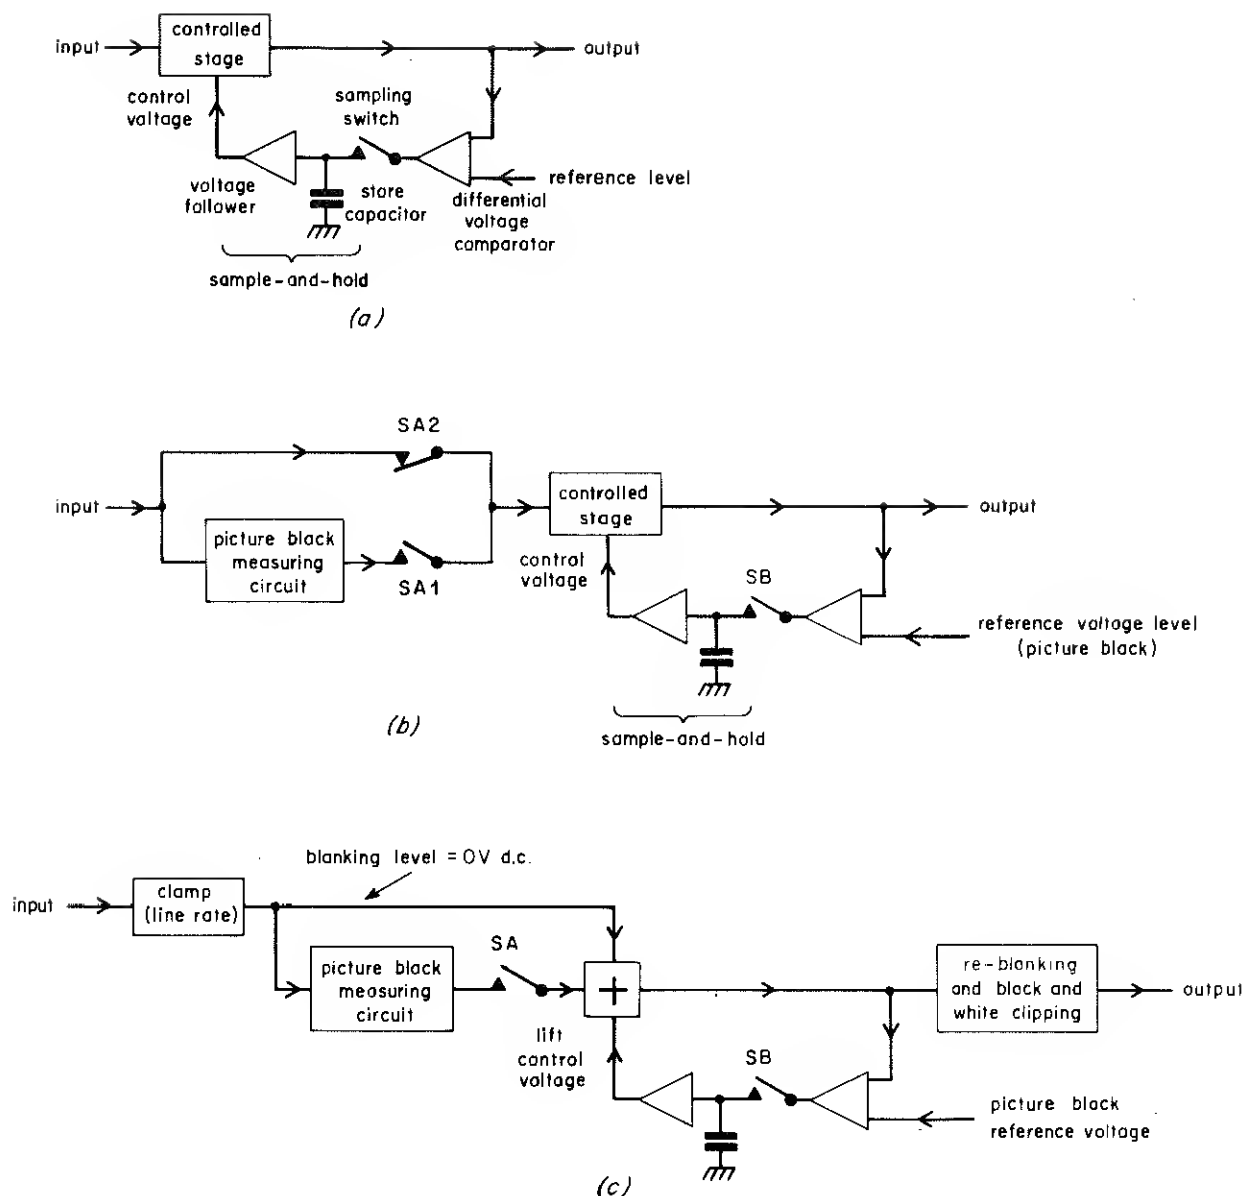 input
controlled
stage
output
control
voltage
sampling
switch
voltage
follower
store
capacitor
differential
voltage
comparator
reference level
sample-and-hold
(a)
SA2
input
picture black
measuring
circuit
SA1
controlled
stage
output
control
voltage
SB
reference voltage level
(picture black)
sample-and-hold
(b)
blanking level = 0V d.c.
input
clamp
(line rate)
picture black
measuring
circuit
SA
+
lift
control
voltage
SB
re-blanking
and black and
white clipping
output
picture black
reference voltage
(c)